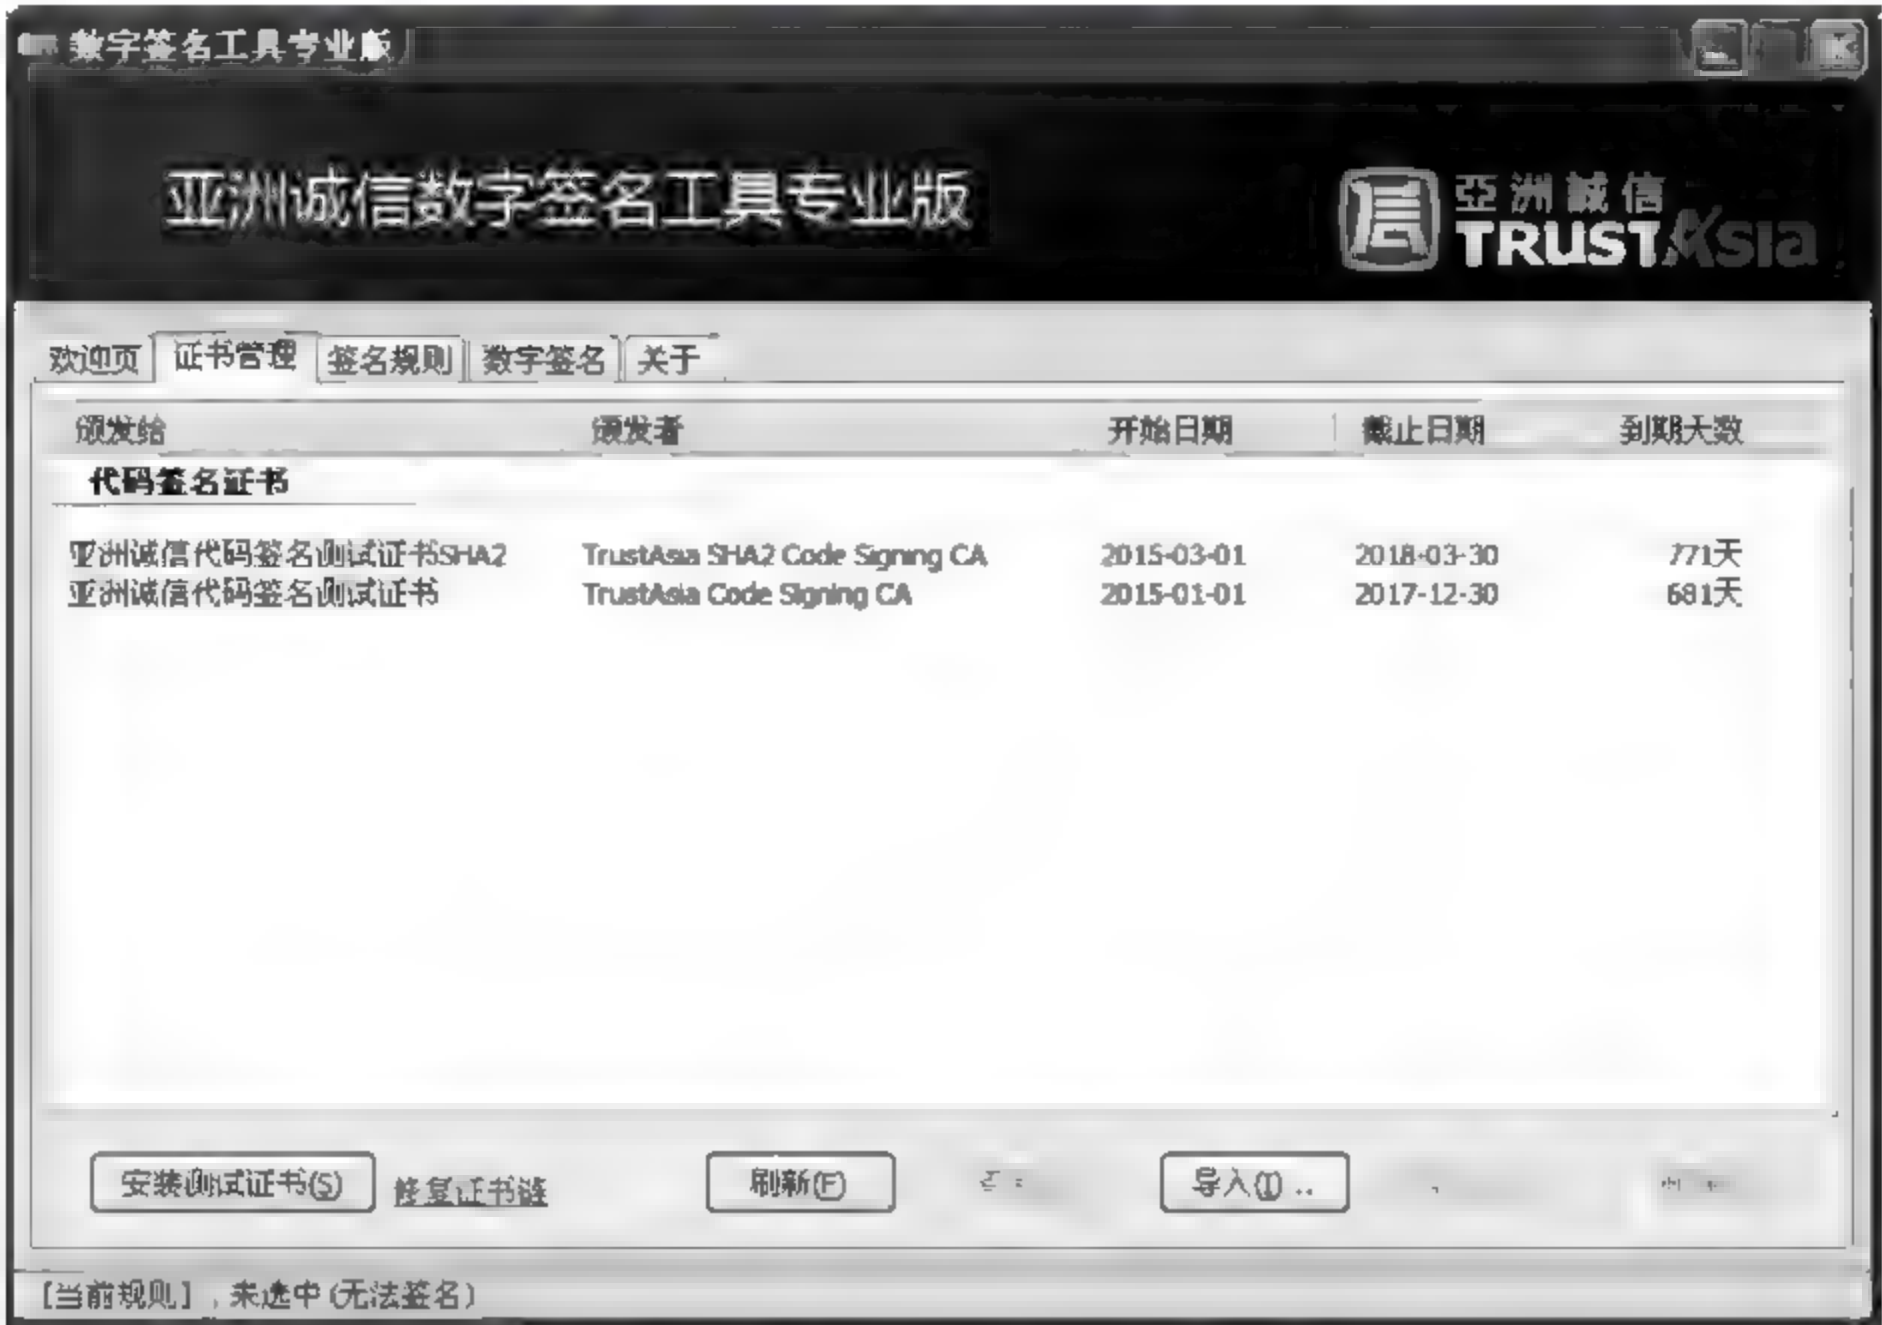 数字签名工具专业版
亚洲诚信数字签名工具专业版
亞洲誠信
TRUSTAsia
欢迎页 证书管理 签名规则 数字签名 关于
颁发给 颁发者 开始日期 截止日期 到期天数
代码签名证书
亚洲诚信代码签名测试证书SHA2 TrustAsia SHA2 Code Signing CA 2015-03-01 2018-03-30 771天
亚洲诚信代码签名测试证书 TrustAsia Code Signing CA 2015-01-01 2017-12-30 681天
安装测试证书(S) 修复证书链 刷新(F) 导入(I)...
[当前规则]，未选中(无法签名)